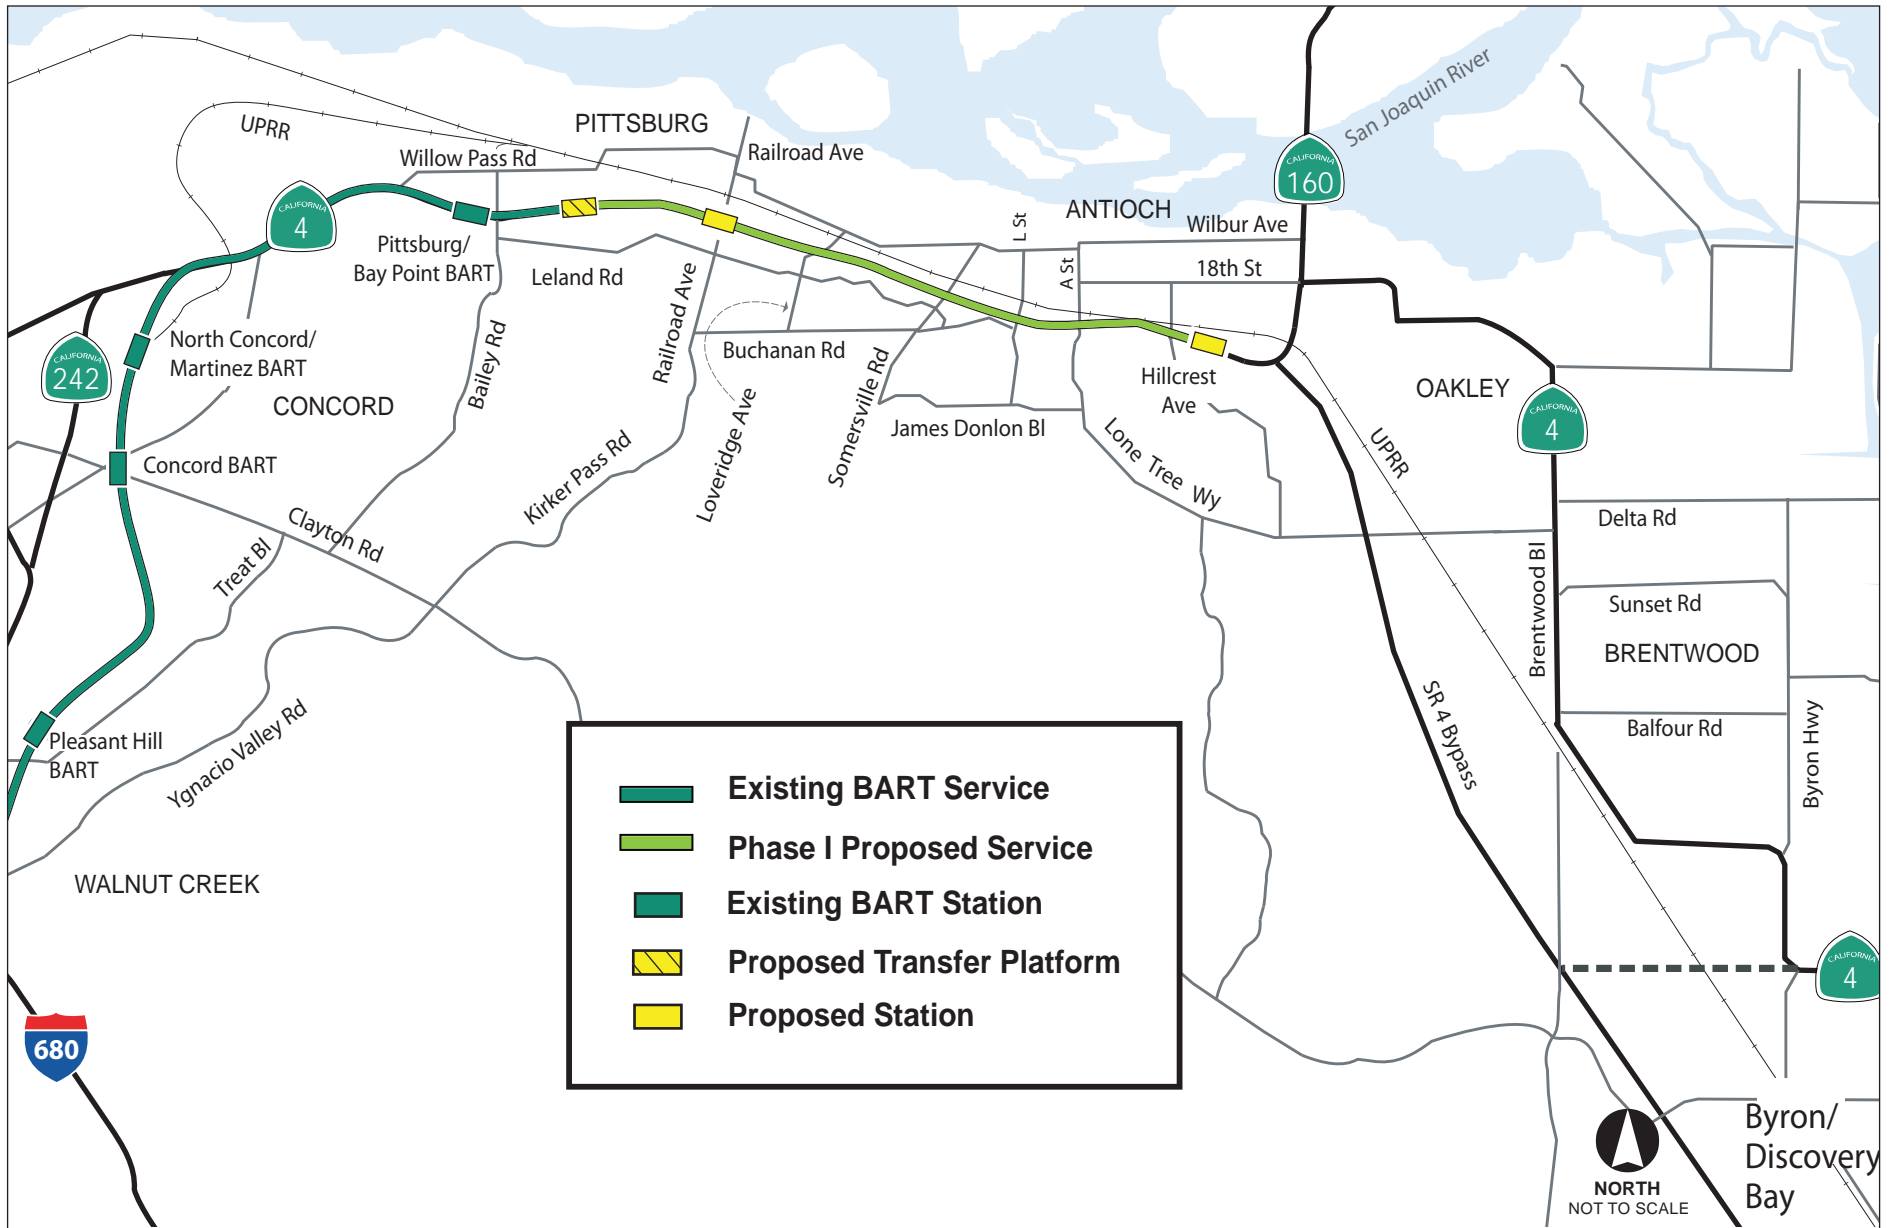 San Joaquin River
UPRR
PITTSBURG
Willow Pass Rd
Railroad Ave
CALIFORNIA
160
CALIFORNIA
4
ANTIOCH
L St
Wilbur Ave
Pittsburg/
Bay Point BART
Leland Rd
A St
18th St
Railroad Ave
North Concord/
Martinez BART
CALIFORNIA
242
Bailey Rd
Buchanan Rd
Somersville Rd
Hillcrest
Ave
OAKLEY
CALIFORNIA
4
CONCORD
Loveridge Ave
James Donlon Bl
Lone Tree Wy
UPRR
Concord BART
Kirker Pass Rd
Clayton Rd
Treat Bl
Delta Rd
Brentwood Bl
Sunset Rd
BRENTWOOD
Pleasant Hill
BART
Ygnacio Valley Rd
SR 4 Bypass
Balfour Rd
Byron Hwy
WALNUT CREEK
Existing BART Service
Phase I Proposed Service
Existing BART Station
Proposed Transfer Platform
Proposed Station
CALIFORNIA
4
680
Byron/
Discovery
Bay
NORTH
NOT TO SCALE